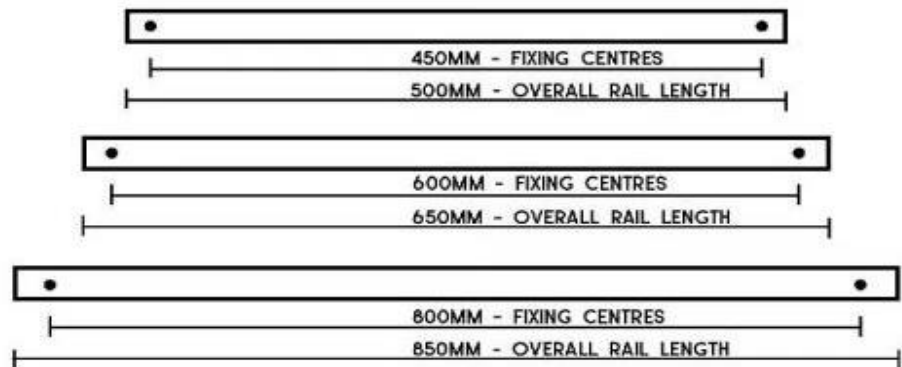 450MM - FIXING CENTRES
500MM - OVERALL RAIL LENGTH
600MM - FIXING CENTRES
650MM - OVERALL RAIL LENGTH
800MM - FIXING CENTRES
850MM - OVERALL RAIL LENGTH